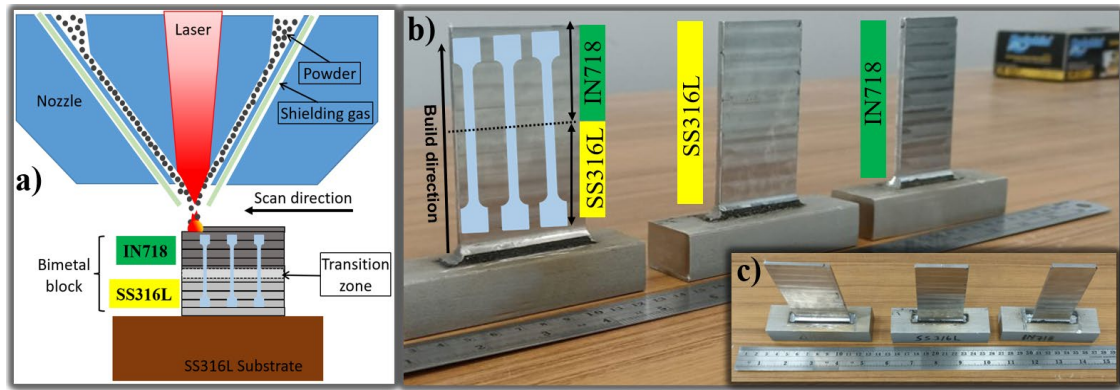 Laser
Powder
Nozzle
Shielding gas
a)
Scan direction
IN718
Bimetal
block
Transition
zone
SS316L
SS316L Substrate
b)
Build direction
IN718
SS316L
SS316L
IN718
c)
SS316L
IN718